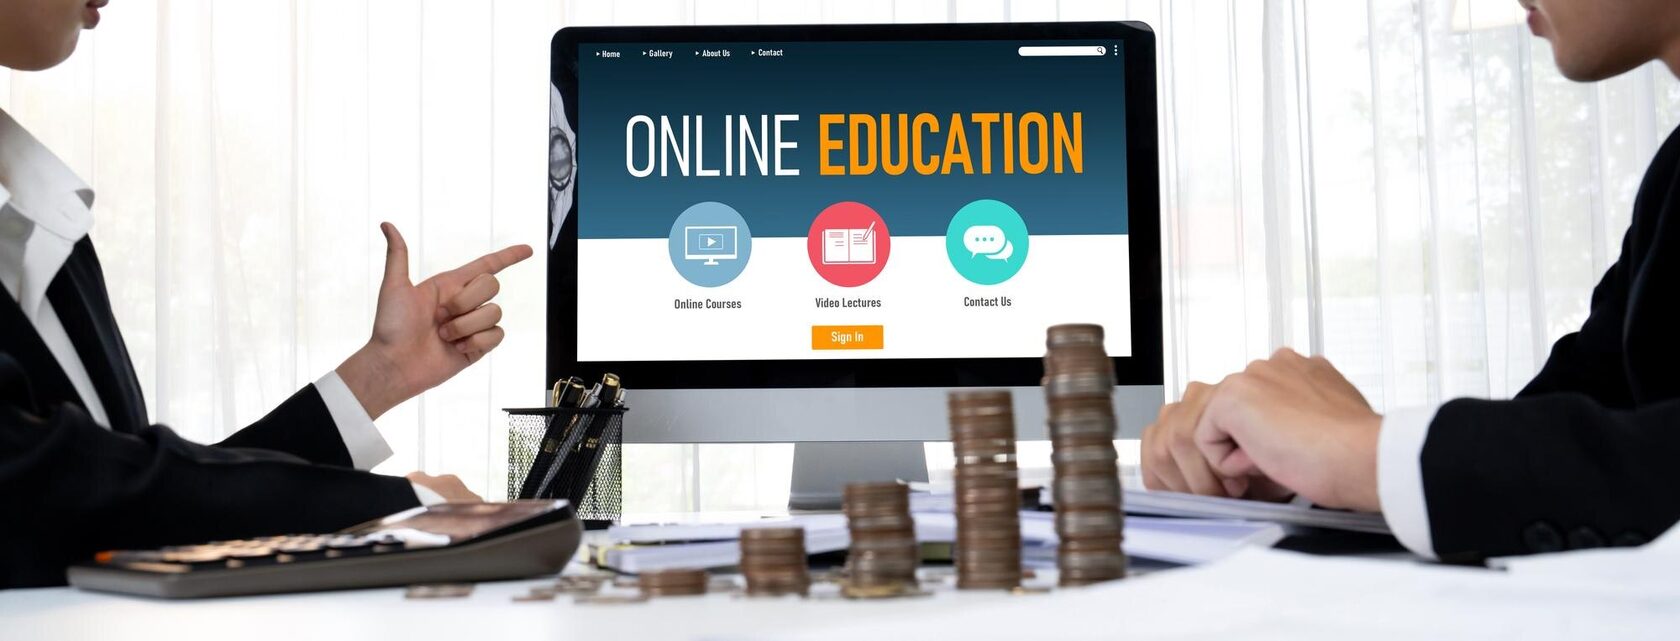 Home Gallery About Us Contact
ONLINE EDUCATION
Online Courses Video Lectures Contact Us
Sign In